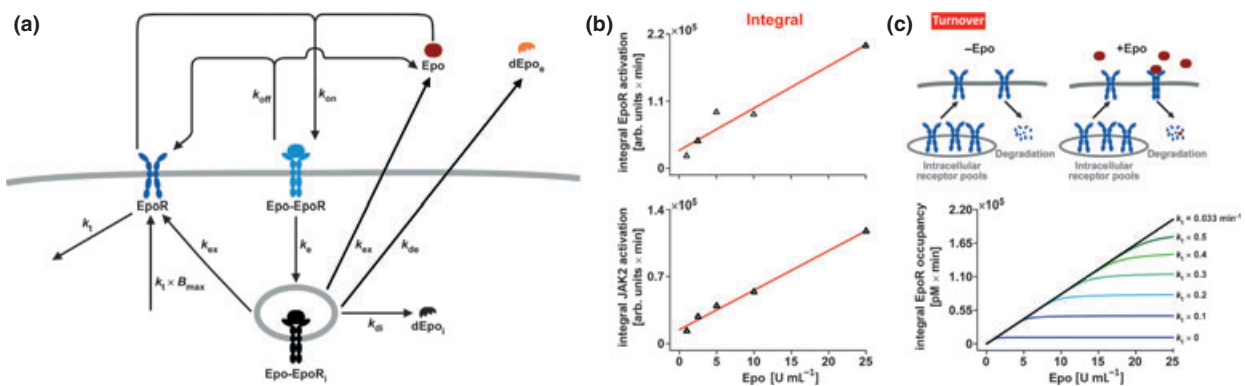 (a)
Epo
dEpoe
koff
kon
EpoR
Epo-EpoR
kt
kex
ke
kex
kde
kt × Bmax
kdi
dEpoi
Epo-EpoRi
(b)
Integral
×10⁵
2.2
1.1
0
integral EpoR activation
[arb. units × min]
×10⁵
1.4
0.7
0
integral JAK2 activation
[arb. units × min]
0 5 10 15 20 25
Epo [U mL⁻¹]
(c)
Turnover
–Epo
+Epo
Intracellular
receptor pools
Degradation
Intracellular
receptor pools
Degradation
×10⁵
2.20
1.65
1.10
0.55
0
integral EpoR occupancy
[pM × min]
kt = 0.033 min⁻¹
kt × 0.5
kt × 0.4
kt × 0.3
kt × 0.2
kt × 0.1
kt × 0
0 5 10 15 20 25
Epo [U mL⁻¹]